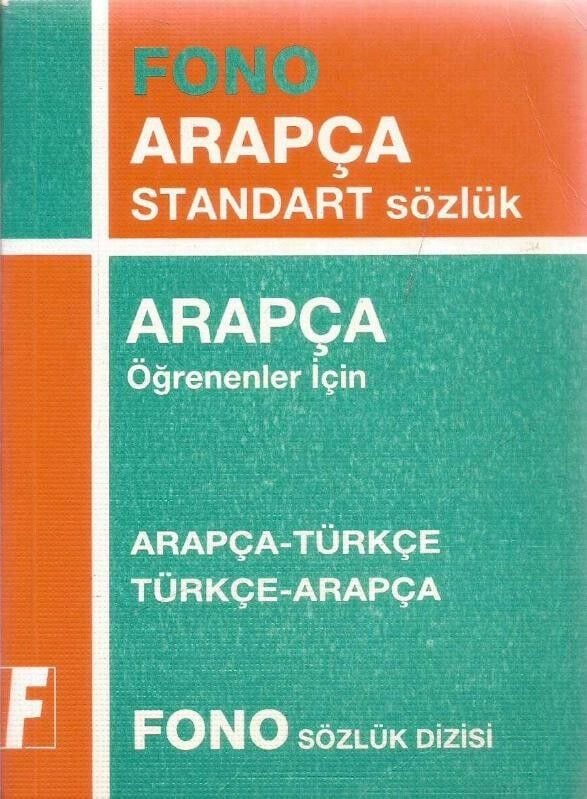 FONO
ARAPÇA
STANDART sözlük
ARAPÇA
Öğrenenler İçin
ARAPÇA-TÜRKÇE
TÜRKÇE-ARAPÇA
F
FONO SÖZLÜK DİZİSİ